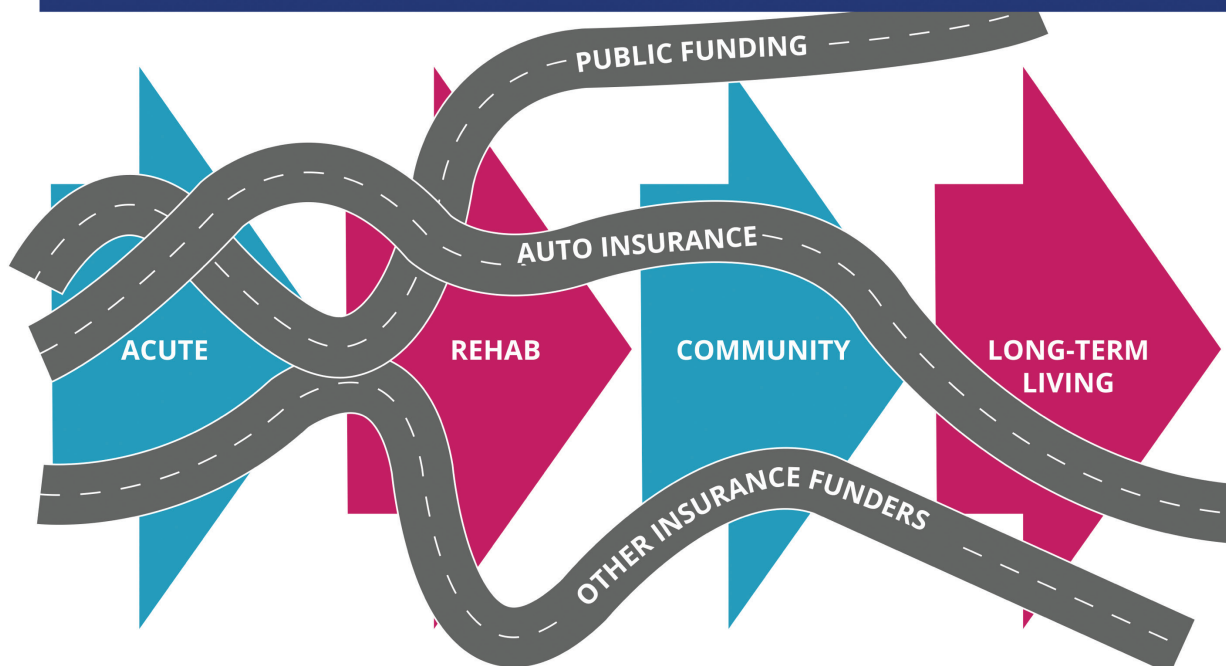 PUBLIC FUNDING
AUTO INSURANCE
ACUTE
REHAB
COMMUNITY
LONG-TERM
LIVING
OTHER INSURANCE FUNDERS